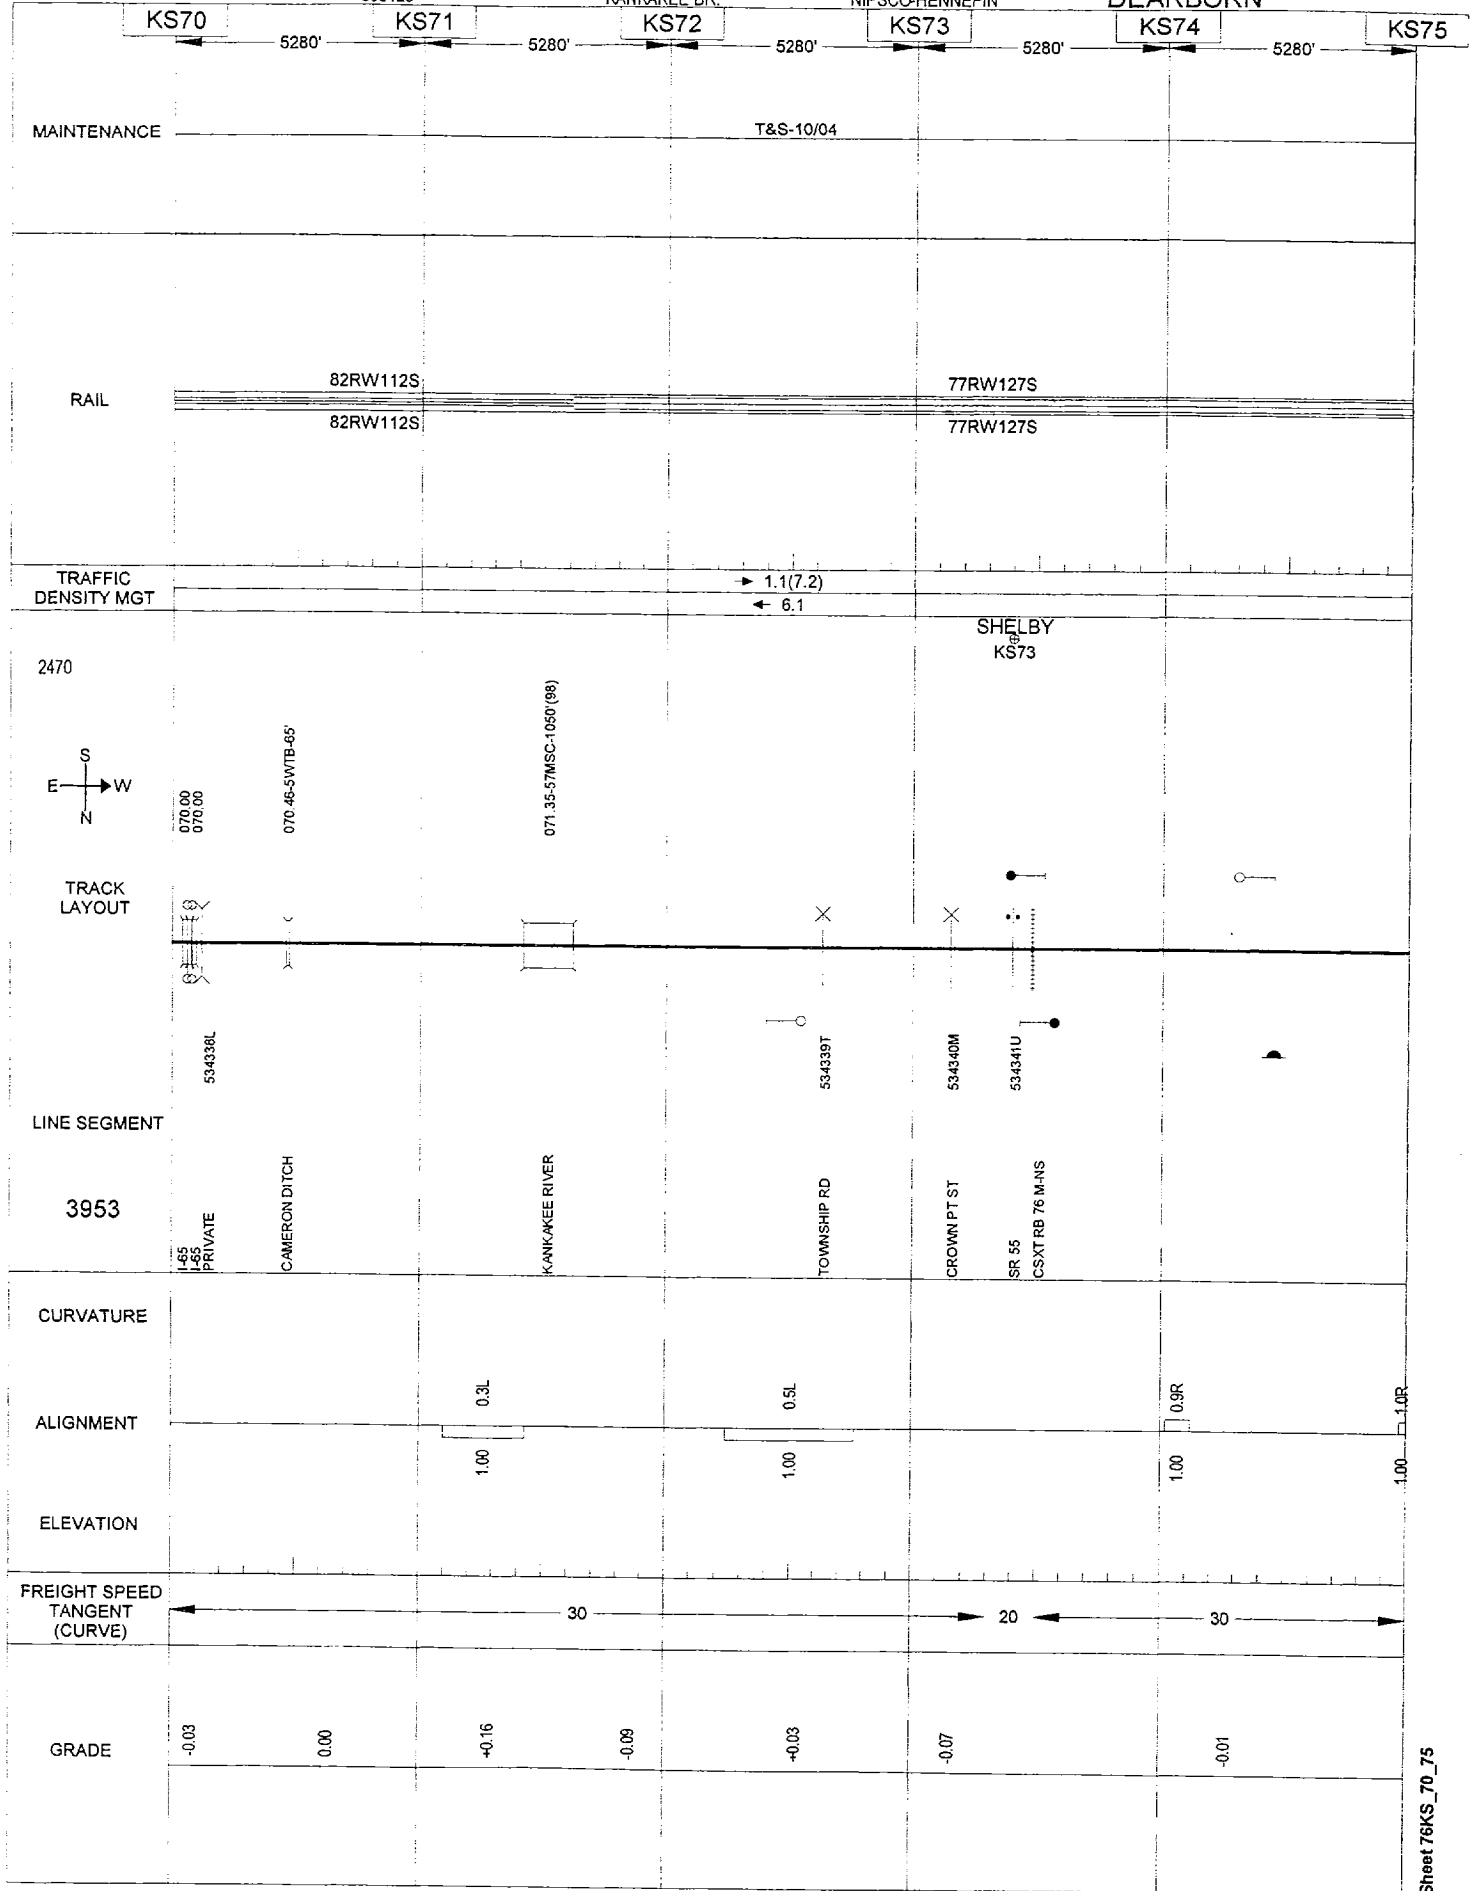 DEARBORN
KS70 KS71 KS72 KS73 KS74 KS75
5280' 5280' 5280' 5280' 5280'
MAINTENANCE
T&S-10/04
RAIL
82RW112S 77RW127S
82RW112S 77RW127S
TRAFFIC
DENSITY MGT
1.1(7.2)
6.1
SHELBY
KS73
2470
S
E W
N
070.00
070.00
070.46-5WTB-65'
071.35-57MSC-1050'(98)
TRACK
LAYOUT
534338L
534339T
534340M
534341U
LINE SEGMENT
3953
I-65
I-65
PRIVATE
CAMERON DITCH
KANKAKEE RIVER
TOWNSHIP RD
CROWN PT ST
SR 55
CSXT RB 76 M-NS
CURVATURE
0.3L 0.5L 0.9R 1.0R
ALIGNMENT
1.00 1.00 1.00 1.00
ELEVATION
FREIGHT SPEED
TANGENT
(CURVE)
30 20 30
GRADE
-0.03 0.00 +0.16 -0.09 +0.03 -0.07 -0.01
Sheet 76KS_70_75